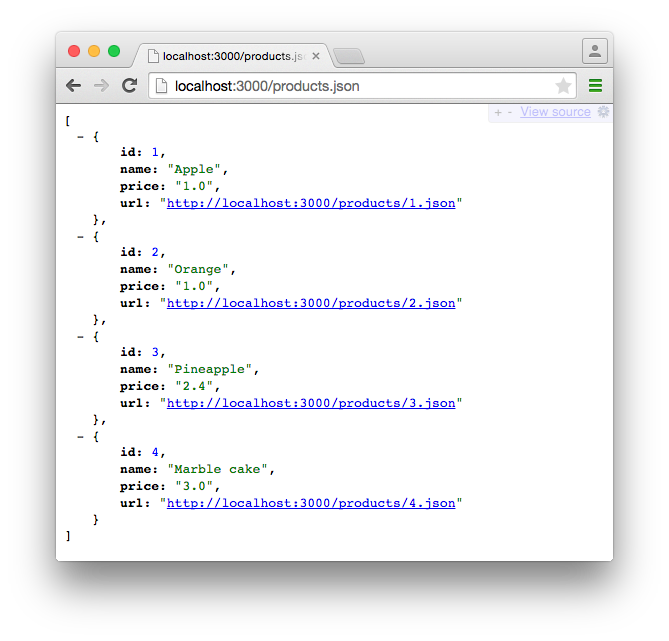 localhost:3000/products.js
localhost:3000/products.json
+ - View source
[
- {
id: 1,
name: "Apple",
price: "1.0",
url: "http://localhost:3000/products/1.json"
},
- {
id: 2,
name: "Orange",
price: "1.0",
url: "http://localhost:3000/products/2.json"
},
- {
id: 3,
name: "Pineapple",
price: "2.4",
url: "http://localhost:3000/products/3.json"
},
- {
id: 4,
name: "Marble cake",
price: "3.0",
url: "http://localhost:3000/products/4.json"
}
]